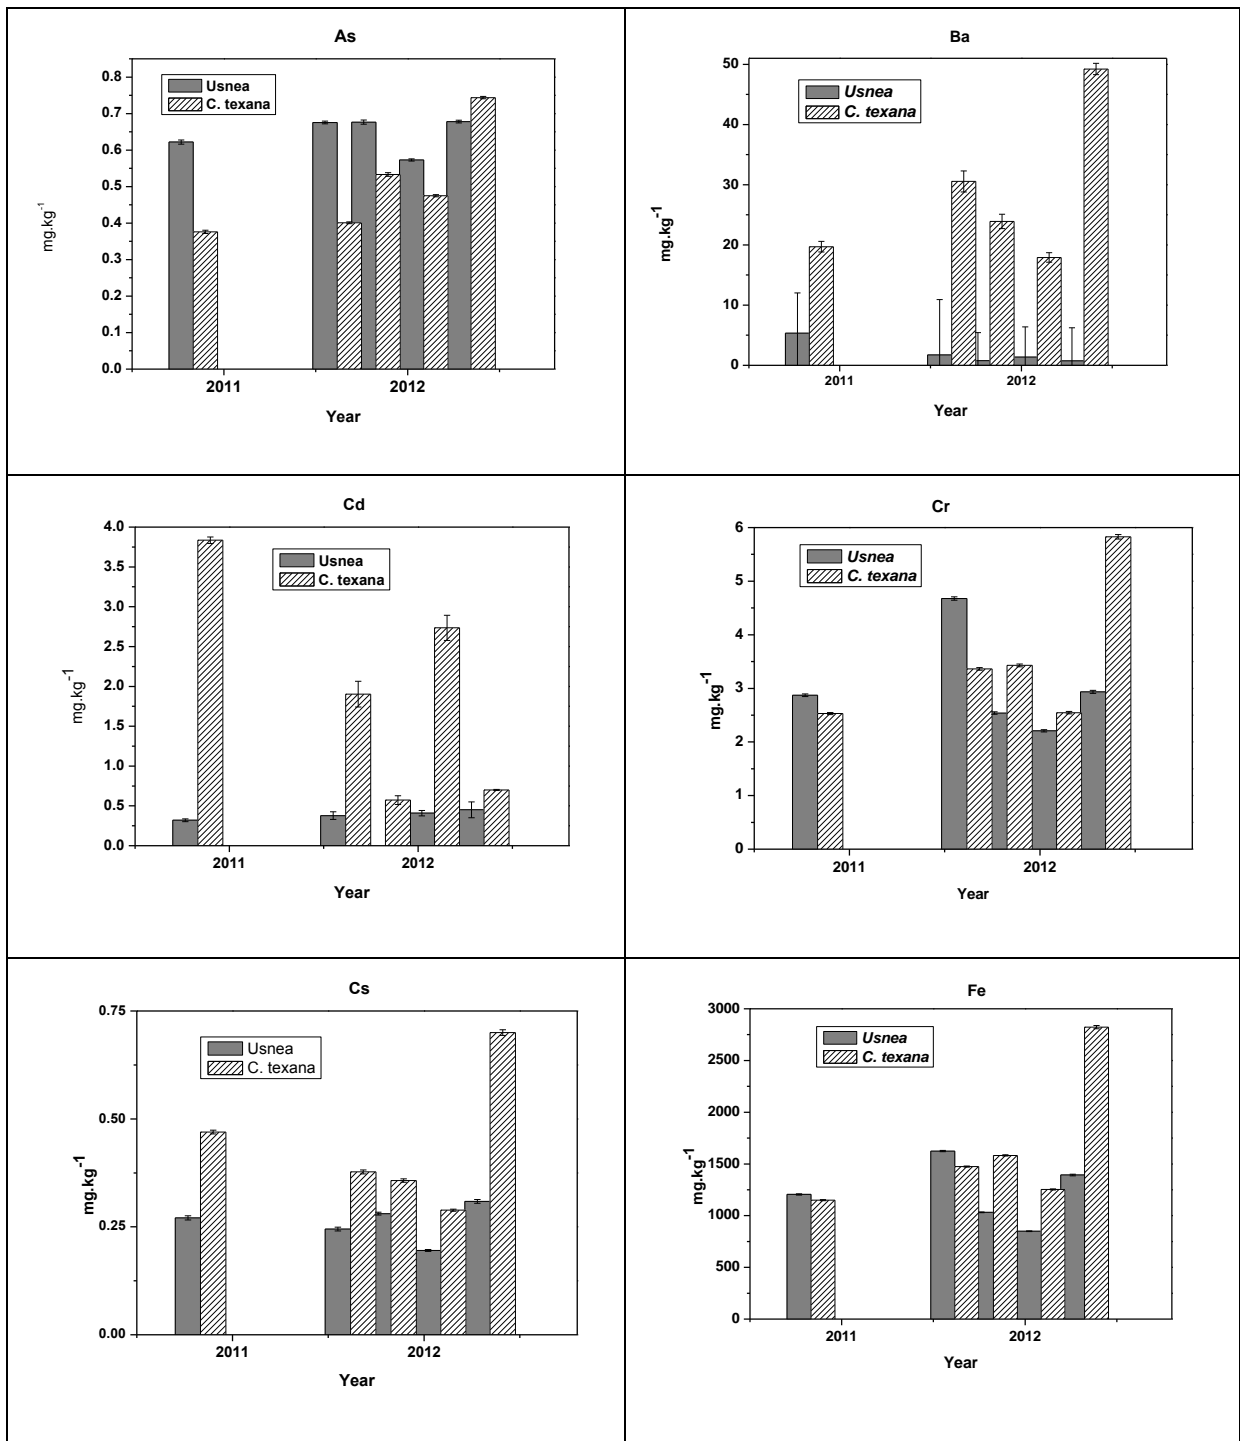 As
0.8
0.7
0.6
0.5
0.4
0.3
0.2
0.1
0.0
mg.kg-1
Usnea
C. texana
2011
2012
Year
Ba
50
40
30
20
10
0
mg.kg-1
Usnea
C. texana
2011
2012
Year
Cd
4.0
3.5
3.0
2.5
2.0
1.5
1.0
0.5
0.0
mg.kg-1
Usnea
C. texana
2011
2012
Year
Cr
6
5
4
3
2
1
0
mg.kg-1
Usnea
C. texana
2011
2012
Year
Cs
0.75
0.50
0.25
0.00
mg.kg-1
Usnea
C. texana
2011
2012
Year
Fe
3000
2500
2000
1500
1000
500
0
mg.kg-1
Usnea
C. texana
2011
2012
Year